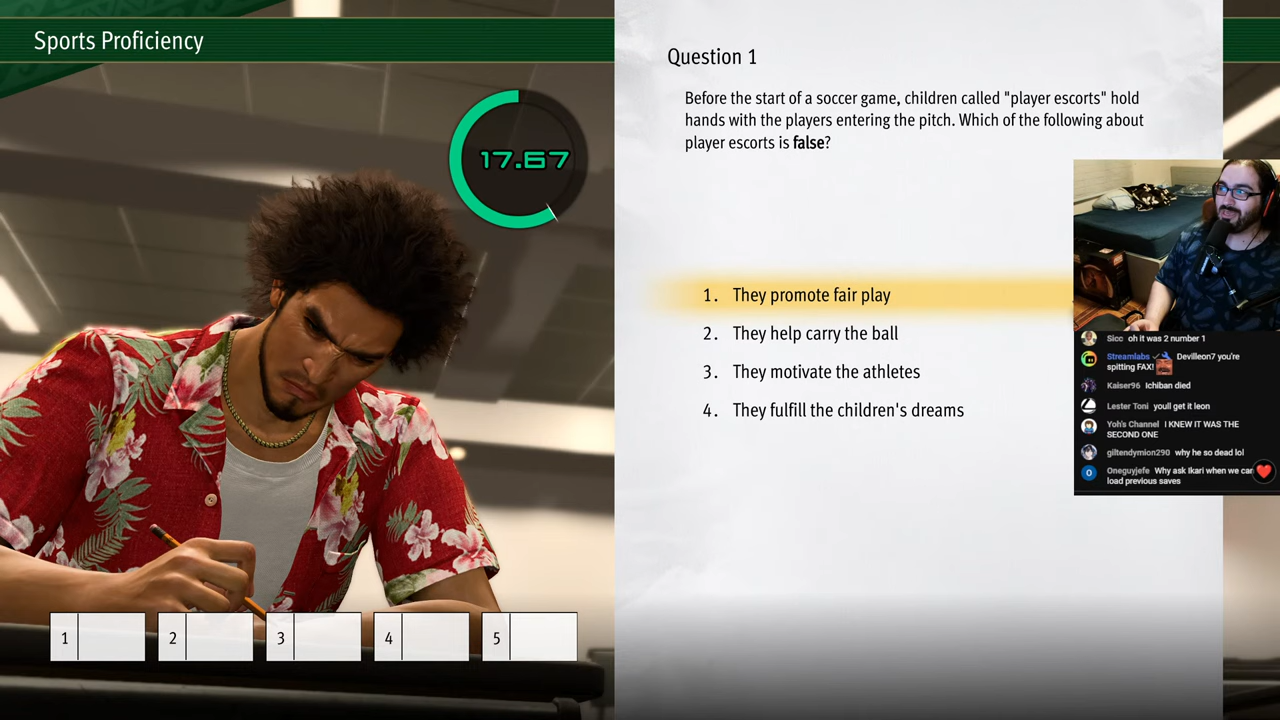 Sports Proficiency
17.67
Question 1
Before the start of a soccer game, children called "player escorts" hold
hands with the players entering the pitch. Which of the following about
player escorts is false?
1. They promote fair play
2. They help carry the ball
3. They motivate the athletes
4. They fulfill the children's dreams
Sicc oh it was 2 number 1
Streamlabs Devilleon7 you're
spitting FAX!
Kaiser96 Ichiban died
Lester Toni youll get it leon
Yoh's Channel I KNEW IT WAS THE
SECOND ONE
giltendymion290 why he so dead lol
O Oneguyjefe Why ask Ikari when we can
load previous saves
1
2
3
4
5